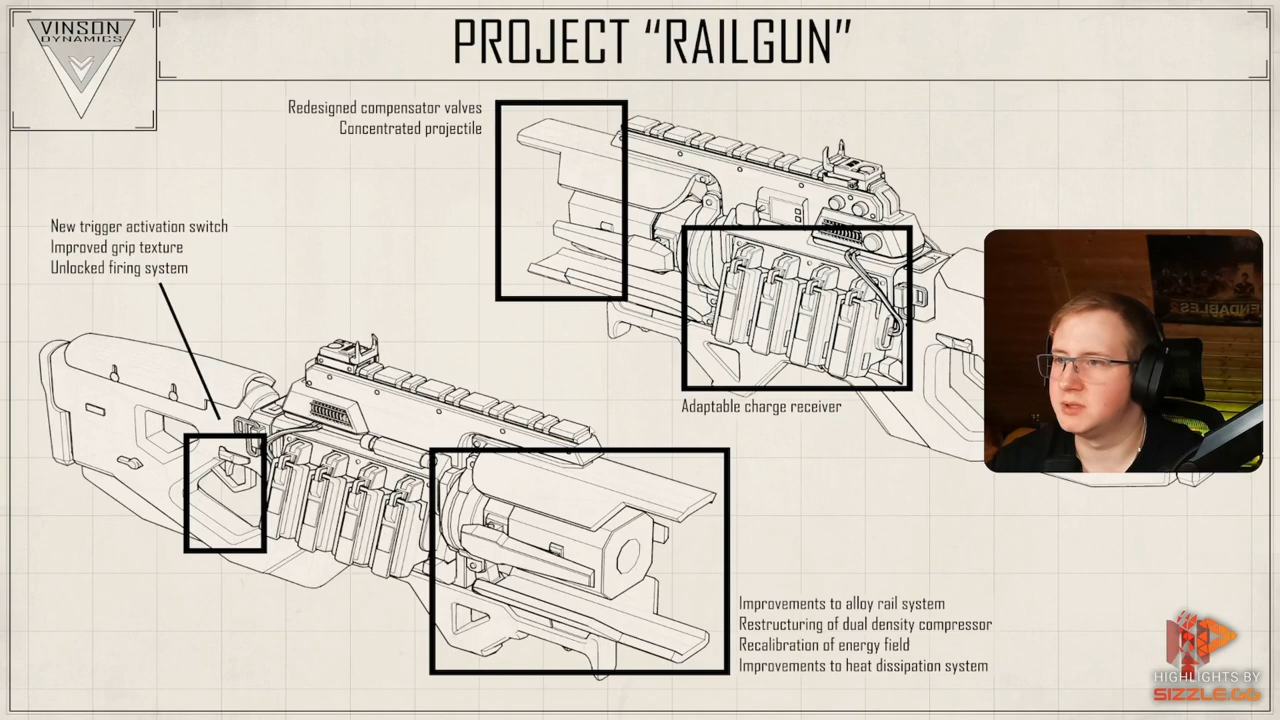 VINSON
DYNAMICS
PROJECT “RAILGUN”
Redesigned compensator valves
Concentrated projectile
New trigger activation switch
Improved grip texture
Unlocked firing system
Adaptable charge receiver
Improvements to alloy rail system
Restructuring of dual density compressor
Recalibration of energy field
Improvements to heat dissipation system
HIGHLIGHTS BY
SIZZLE.GG